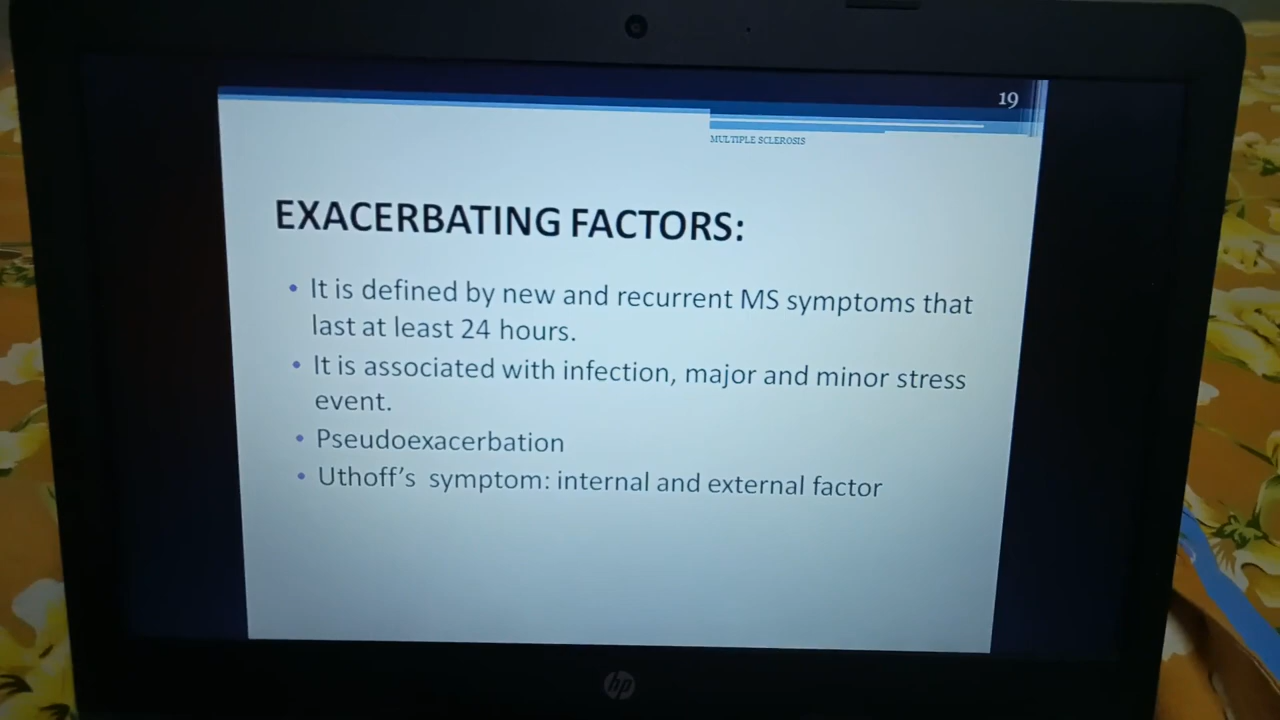 19
MULTIPLE SCLEROSIS
EXACERBATING FACTORS:
• It is defined by new and recurrent MS symptoms that
last at least 24 hours.
• It is associated with infection, major and minor stress
event.
• Pseudoexacerbation
• Uthoff's symptom: internal and external factor
hp